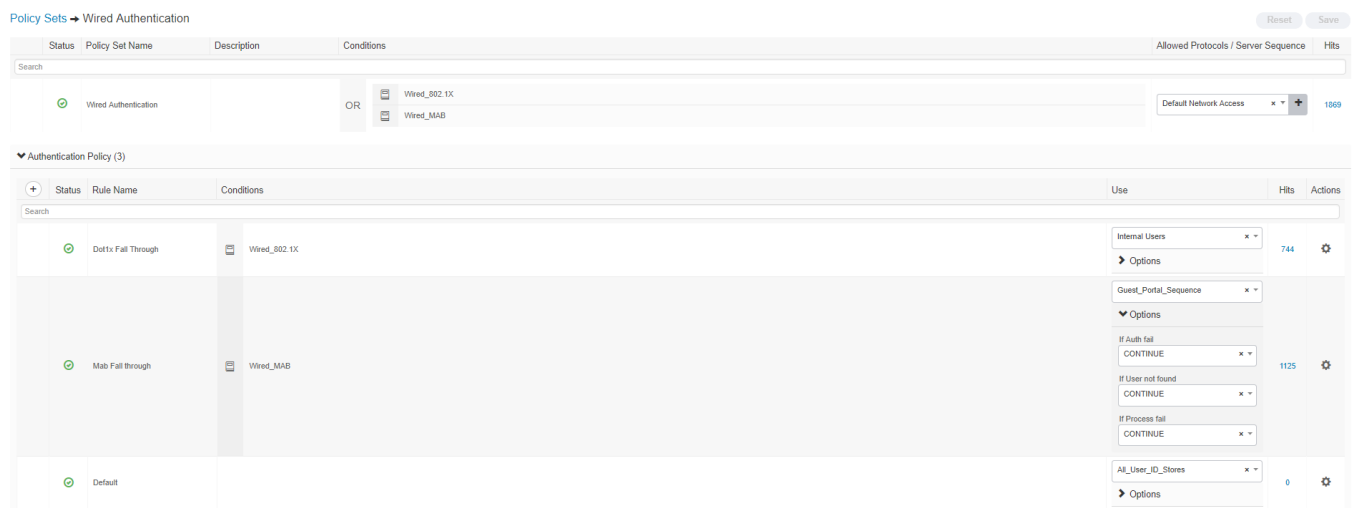 Policy Sets → Wired Authentication
Reset Save
Status Policy Set Name Description Conditions Allowed Protocols / Server Sequence Hits
Search
Wired Authentication OR Wired_802.1X Default Network Access × + 1869
Wired_MAB
Authentication Policy (3)
+ Status Rule Name Conditions Use Hits Actions
Search
Dot1x Fall Through Wired_802.1X Internal Users × 744
Options
Mab Fall through Wired_MAB Guest_Portal_Sequence × 1125
Options
If Auth fail
CONTINUE ×
If User not found
CONTINUE ×
If Process fail
CONTINUE ×
Default All_User_ID_Stores × 0
Options